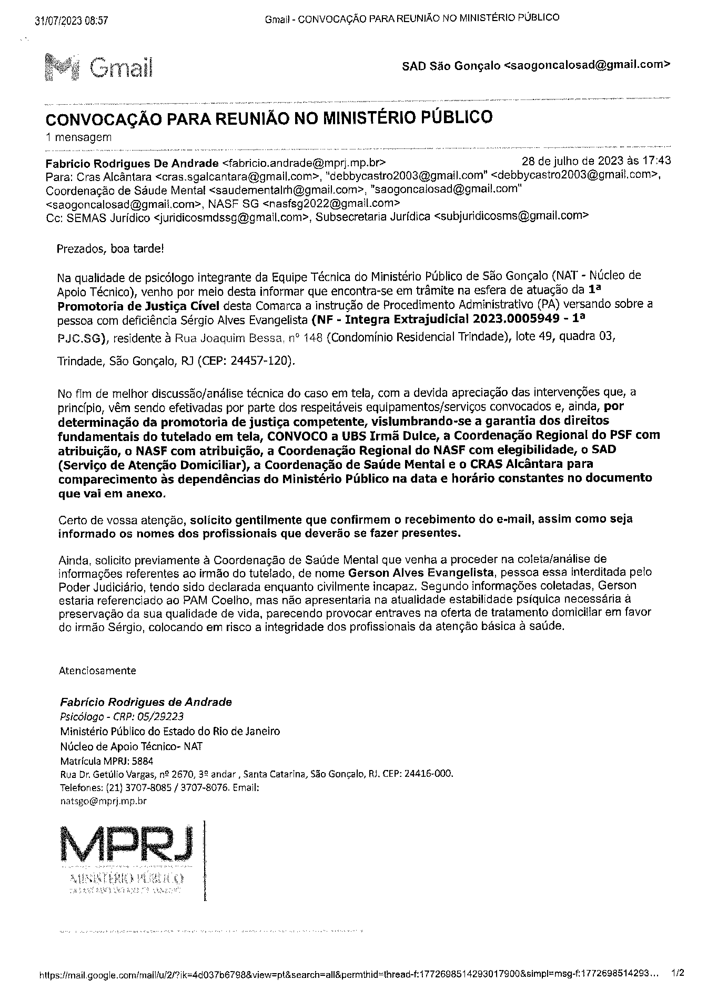 31/07/2023 08:57
Gmail - CONVOCAÇÃO PARA REUNIÃO NO MINISTÉRIO PÚBLICO
Gmail
SAD São Gonçalo <saogoncalosad@gmail.com>
CONVOCAÇÃO PARA REUNIÃO NO MINISTÉRIO PÚBLICO
1 mensagem
Fabricio Rodrigues De Andrade <fabricio.andrade@mprj.mp.br> 28 de julho de 2023 às 17:43
Para: Cras Alcântara <cras.sgalcantara@gmail.com>, "debbycastro2003@gmail.com" <debbycastro2003@gmail.com>,
Coordenação de Sáude Mental <saudementalrh@gmail.com>, "saogoncalosad@gmail.com"
<saogoncalosad@gmail.com>, NASF SG <nasfsg2022@gmail.com>
Cc: SEMAS Jurídico <juridicosmdssg@gmail.com>, Subsecretaria Jurídica <subjuridicosms@gmail.com>
Prezados, boa tarde!
Na qualidade de psicólogo integrante da Equipe Técnica do Ministério Público de São Gonçalo (NAT - Núcleo de
Apoio Técnico), venho por meio desta informar que encontra-se em trâmite na esfera de atuação da 1ª
Promotoria de Justiça Cível desta Comarca a instrução de Procedimento Administrativo (PA) versando sobre a
pessoa com deficiência Sérgio Alves Evangelista (NF - Integra Extrajudicial 2023.0005949 - 1ª
PJC.SG), residente à Rua Joaquim Bessa, nº 148 (Condomínio Residencial Trindade), lote 49, quadra 03,
Trindade, São Gonçalo, RJ (CEP: 24457-120).
No fim de melhor discussão/análise técnica do caso em tela, com a devida apreciação das intervenções que, a
princípio, vêm sendo efetivadas por parte dos respeitáveis equipamentos/serviços convocados e, ainda, por
determinação da promotoria de justiça competente, vislumbrando-se a garantia dos direitos
fundamentais do tutelado em tela, CONVOCO a UBS Irmã Dulce, a Coordenação Regional do PSF com
atribuição, o NASF com atribuição, a Coordenação Regional do NASF com elegibilidade, o SAD
(Serviço de Atenção Domiciliar), a Coordenação de Saúde Mental e o CRAS Alcântara para
comparecimento às dependências do Ministério Público na data e horário constantes no documento
que vai em anexo.
Certo de vossa atenção, solicito gentilmente que confirmem o recebimento do e-mail, assim como seja
informado os nomes dos profissionais que deverão se fazer presentes.
Ainda, solicito previamente à Coordenação de Saúde Mental que venha a proceder na coleta/análise de
informações referentes ao irmão do tutelado, de nome Gerson Alves Evangelista, pessoa essa interditada pelo
Poder Judiciário, tendo sido declarada enquanto civilmente incapaz. Segundo informações coletadas, Gerson
estaria referenciado ao PAM Coelho, mas não apresentaria na atualidade estabilidade psíquica necessária à
preservação da sua qualidade de vida, parecendo provocar entraves na oferta de tratamento domiciliar em favor
do irmão Sérgio, colocando em risco a integridade dos profissionais da atenção básica à saúde.
Atenciosamente
Fabrício Rodrigues de Andrade
Psicólogo - CRP: 05/29223
Ministério Público do Estado do Rio de Janeiro
Núcleo de Apoio Técnico- NAT
Matrícula MPRJ: 5884
Rua Dr. Getúlio Vargas, nº 2670, 3º andar , Santa Catarina, São Gonçalo, RJ. CEP: 24416-000.
Telefones: (21) 3707-8085 / 3707-8076. Email:
natsgo@mprj.mp.br
MPRJ
MINISTÉRIO PÚBLICO
https://mail.google.com/mail/u/2/?ik=4d037b6798&view=pt&search=all&permthid=thread-f:1772698514293017900&simpl=msg-f:1772698514293... 1/2